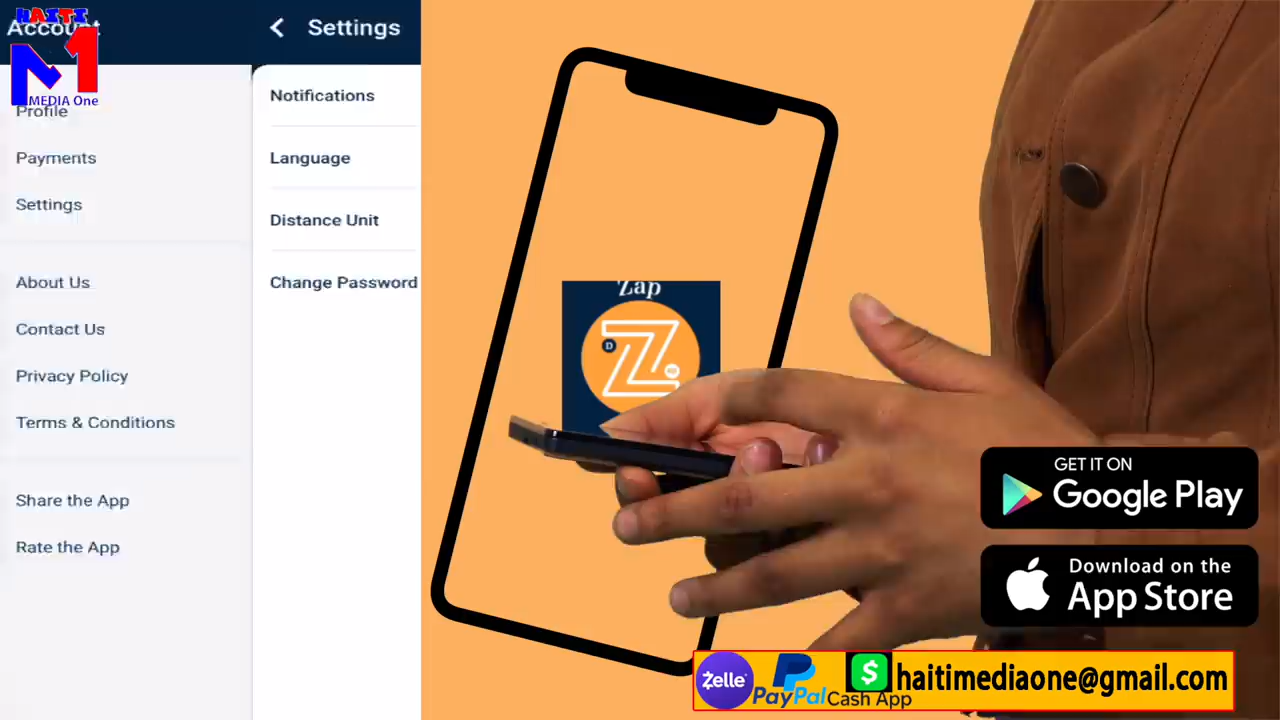 HAITI
M1
MEDIA One
Account
Profile
Payments
Settings
About Us
Contact Us
Privacy Policy
Terms & Conditions
Share the App
Rate the App
Settings
Notifications
Language
Distance Unit
Change Password
Zap
D
Z
GET IT ON
Google Play
Download on the
App Store
Zelle
PayPal
$
Cash App
haitimediaone@gmail.com